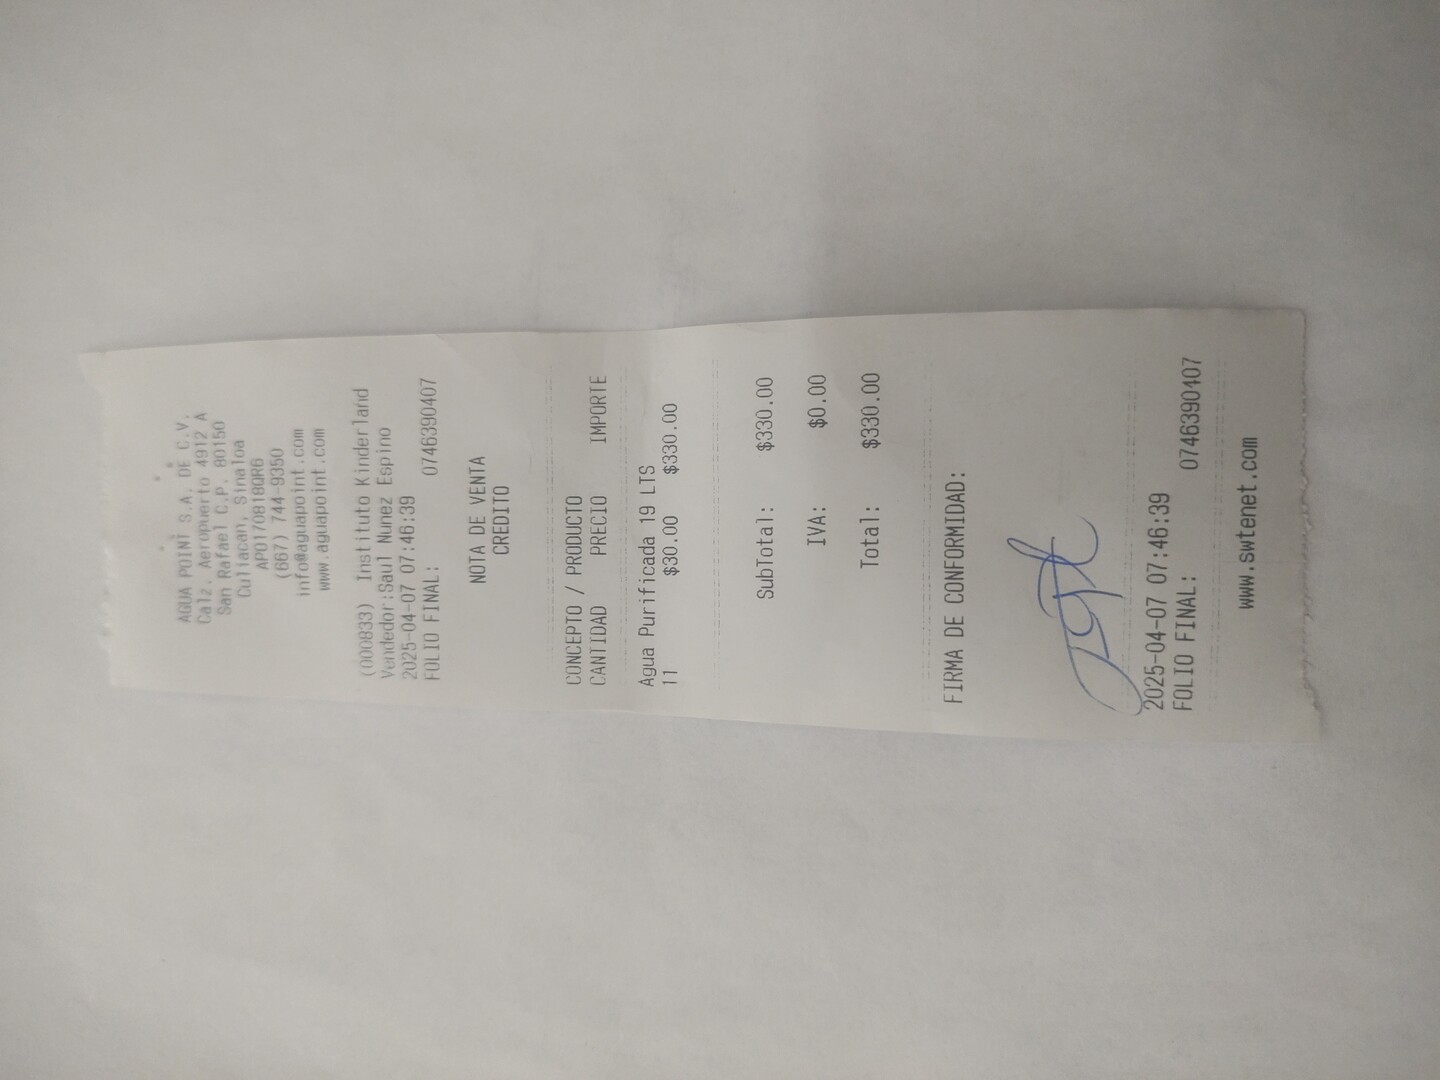 AGUA POINT S.A. DE C.V.
Calz. Aeropuerto 4912 A
San Rafael C.P. 80150
Culiacan, Sinaloa
APO170818QR6
(667) 744-9350
info@aguapoint.com
www.aguapoint.com
(000833) Instituto Kinderland
Vendedor:Saul Nunez Espino
2025-04-07 07:46:39
FOLIO FINAL: 0746390407
NOTA DE VENTA
CREDITO
CONCEPTO / PRODUCTO
CANTIDAD PRECIO IMPORTE
Agua Purificada 19 LTS
11 $30.00 $330.00
SubTotal: $330.00
IVA: $0.00
Total: $330.00
FIRMA DE CONFORMIDAD:
2025-04-07 07:46:39
FOLIO FINAL: 0746390407
www.swtenet.com